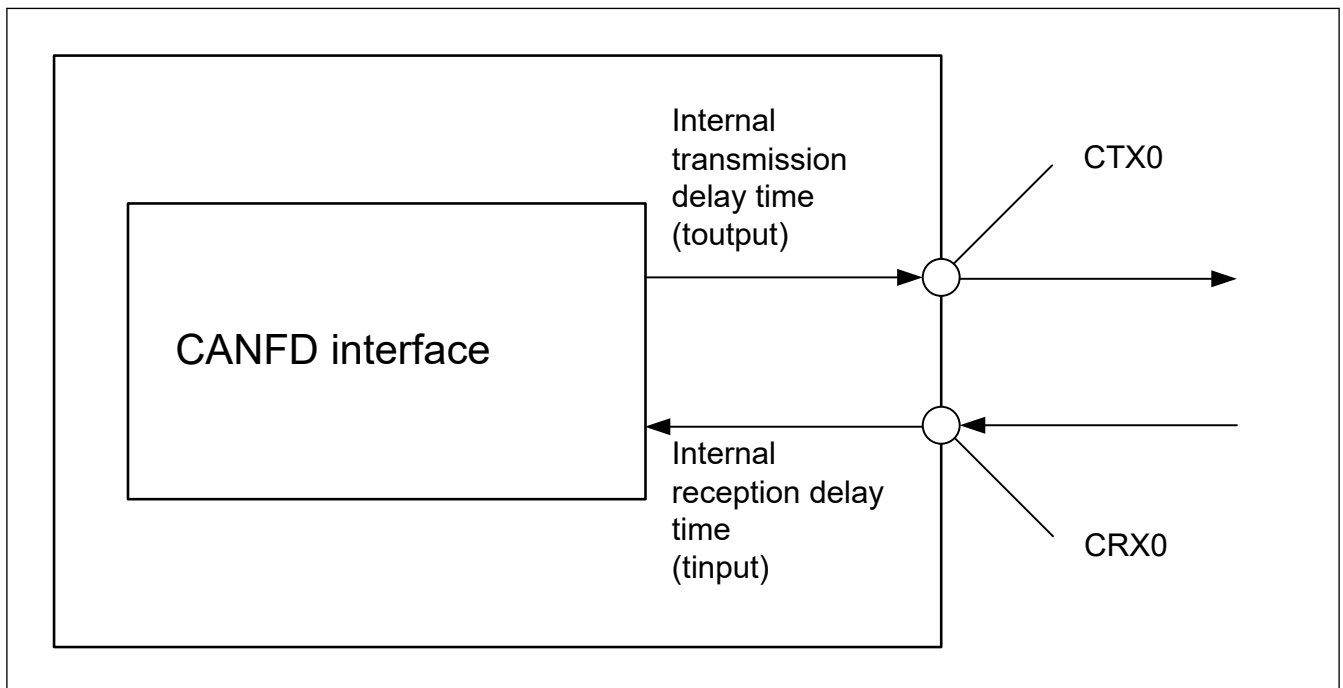 Internal
transmission
delay time
(toutput)
CTX0
CANFD interface
Internal
reception delay
time
(tinput)
CRX0